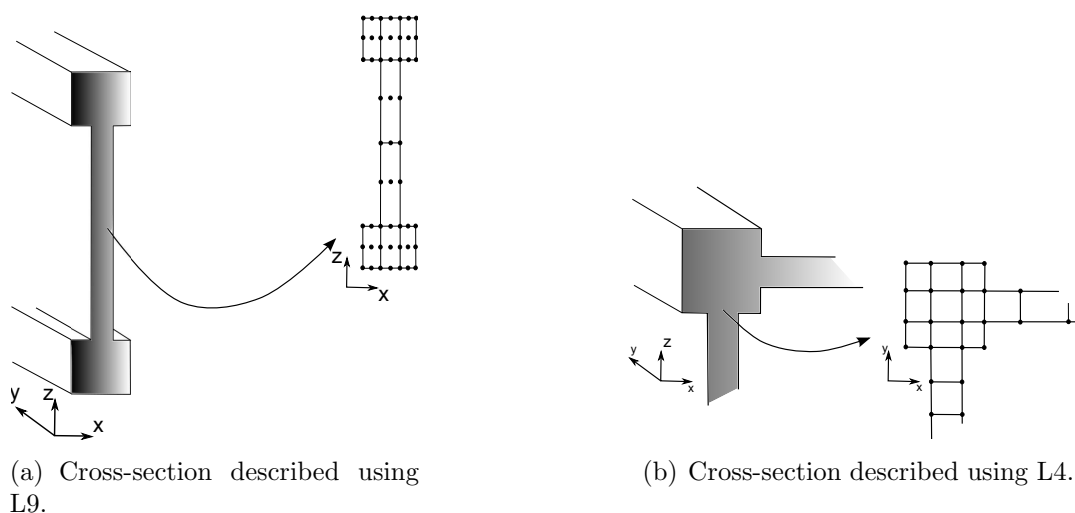 z
x
y
z
x
z
y
x
y
x
(a) Cross-section described using
L9.
(b) Cross-section described using L4.